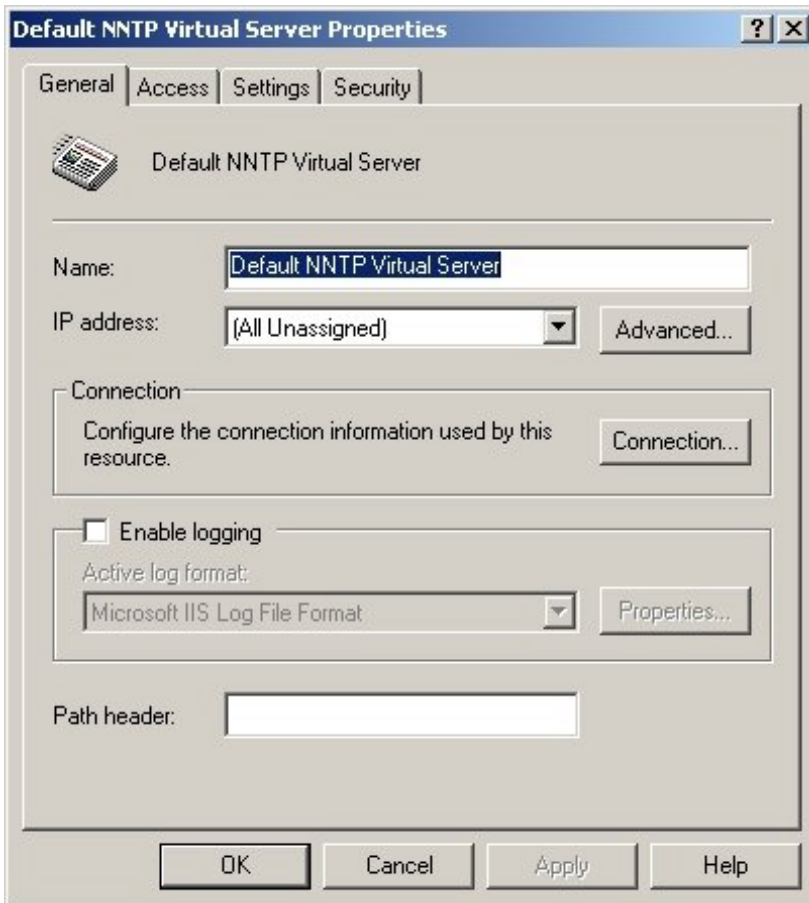 Default NNTP Virtual Server Properties
General Access Settings Security
Default NNTP Virtual Server
Name: Default NNTP Virtual Server
IP address: (All Unassigned) Advanced...
Connection
Configure the connection information used by this
resource.
Connection...
Enable logging
Active log format:
Microsoft IIS Log File Format Properties...
Path header:
OK Cancel Apply Help